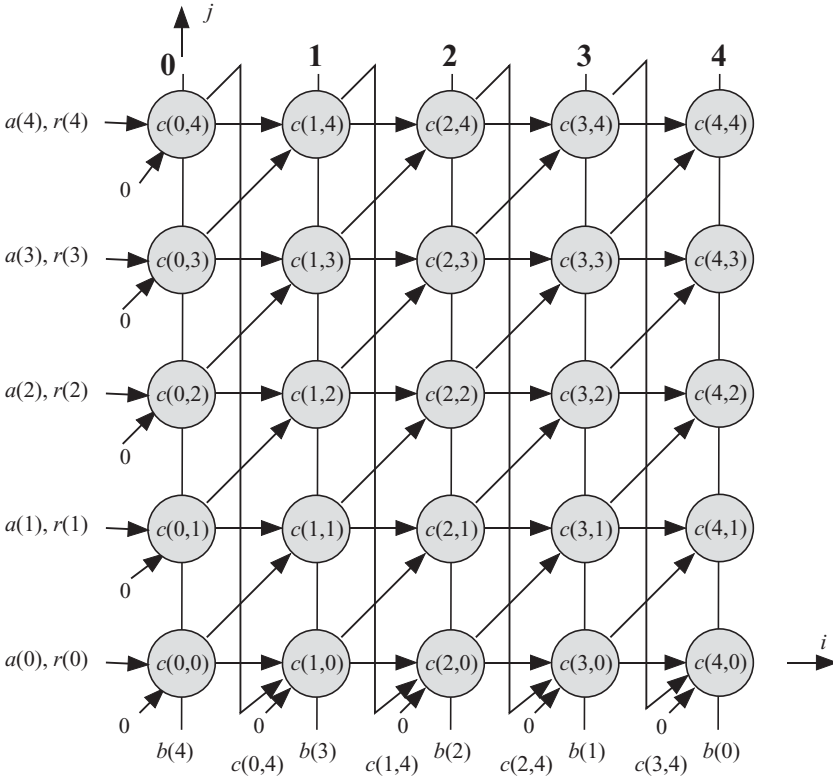 j
0 1 2 3 4
a(4), r(4) c(0,4) c(1,4) c(2,4) c(3,4) c(4,4)
0
a(3), r(3) c(0,3) c(1,3) c(2,3) c(3,3) c(4,3)
0
a(2), r(2) c(0,2) c(1,2) c(2,2) c(3,2) c(4,2)
0
a(1), r(1) c(0,1) c(1,1) c(2,1) c(3,1) c(4,1)
0
i
a(0), r(0) c(0,0) c(1,0) c(2,0) c(3,0) c(4,0)
0 0 0 0 0
b(4) b(3) b(2) b(1) b(0)
c(0,4) c(1,4) c(2,4) c(3,4)